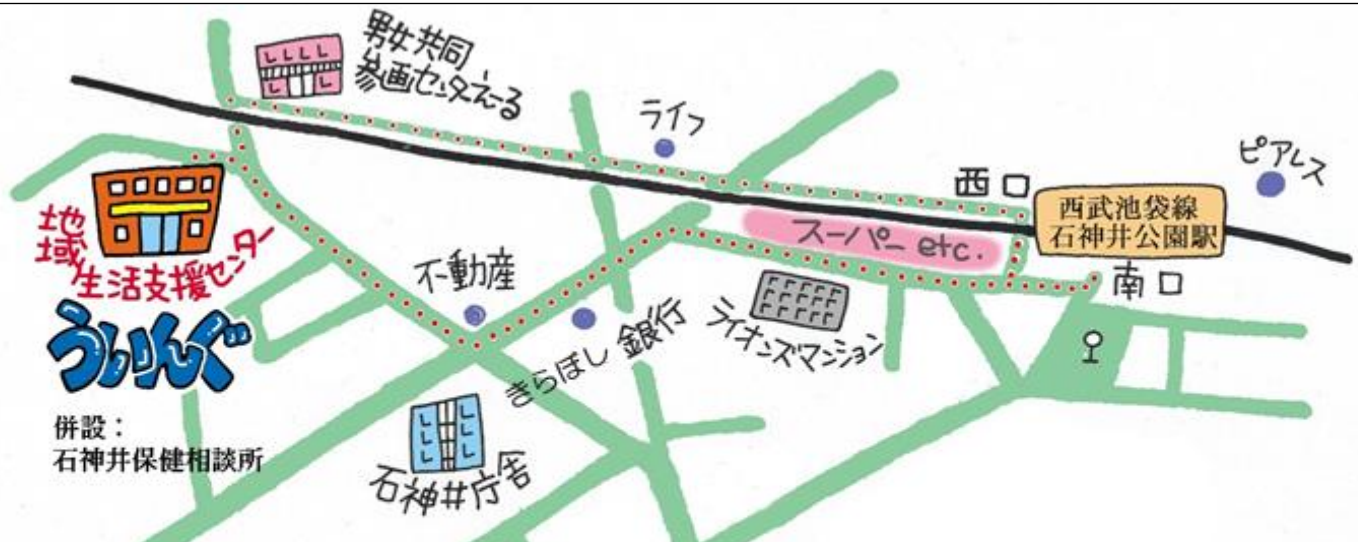 男女共同
参画センターえーる
ライフ
ピアレス
西口
西武池袋線
石神井公園駅
スーパー etc.
南口
地域
生活支援センター
ういんぐ
不動産
きらぼし 銀行
ライオンズマンション
石神井庁舎
併設：
石神井保健相談所